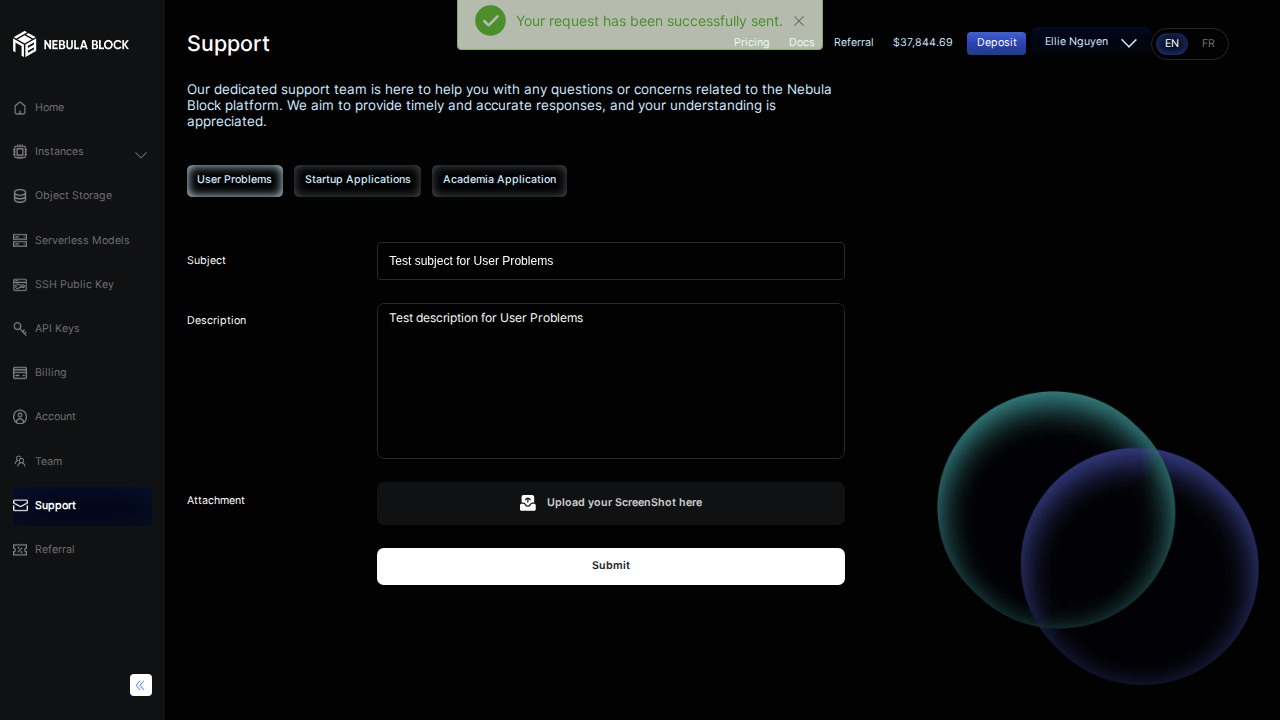 Your request has been successfully sent.
NEBULA BLOCK
Support
Pricing
Docs
Referral
$37,844.69
Deposit
Ellie Nguyen
EN
FR
Our dedicated support team is here to help you with any questions or concerns related to the Nebula
Block platform. We aim to provide timely and accurate responses, and your understanding is
appreciated.
Home
Instances
Object Storage
Serverless Models
SSH Public Key
API Keys
Billing
Account
Team
Support
Referral
User Problems
Startup Applications
Academia Application
Subject
Test subject for User Problems
Description
Test description for User Problems
Attachment
Upload your ScreenShot here
Submit